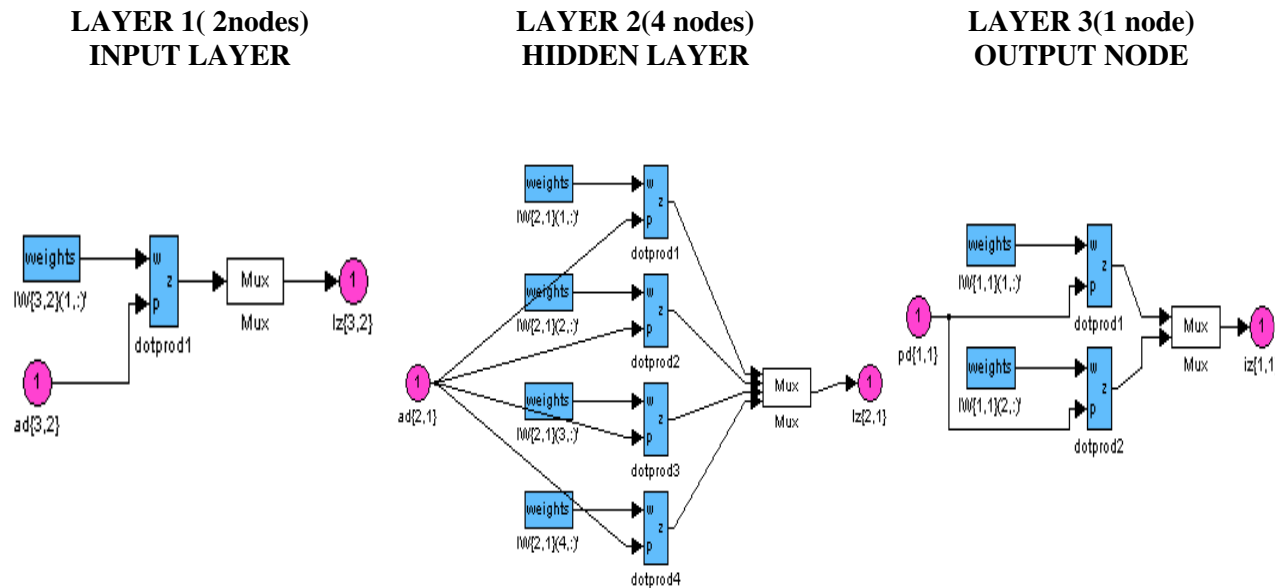 LAYER 1( 2nodes)
INPUT LAYER
LAYER 2(4 nodes)
HIDDEN LAYER
LAYER 3(1 node)
OUTPUT NODE
weights
IW{3,2}(1,:)'
w
z
p
dotprod1
Mux
Mux
1
lz{3,2}
1
ad{3,2}
weights
IW{2,1}(1,:)'
w
z
p
dotprod1
weights
IW{2,1}(2,:)'
w
z
p
dotprod2
1
ad{2,1}
weights
IW{2,1}(3,:)'
w
z
p
dotprod3
weights
IW{2,1}(4,:)'
w
z
p
dotprod4
Mux
Mux
1
lz{2,1}
1
pd{1,1}
weights
IW{1,1}(1,:)'
w
z
p
dotprod1
weights
IW{1,1}(2,:)'
w
z
p
dotprod2
Mux
Mux
1
iz{1,1